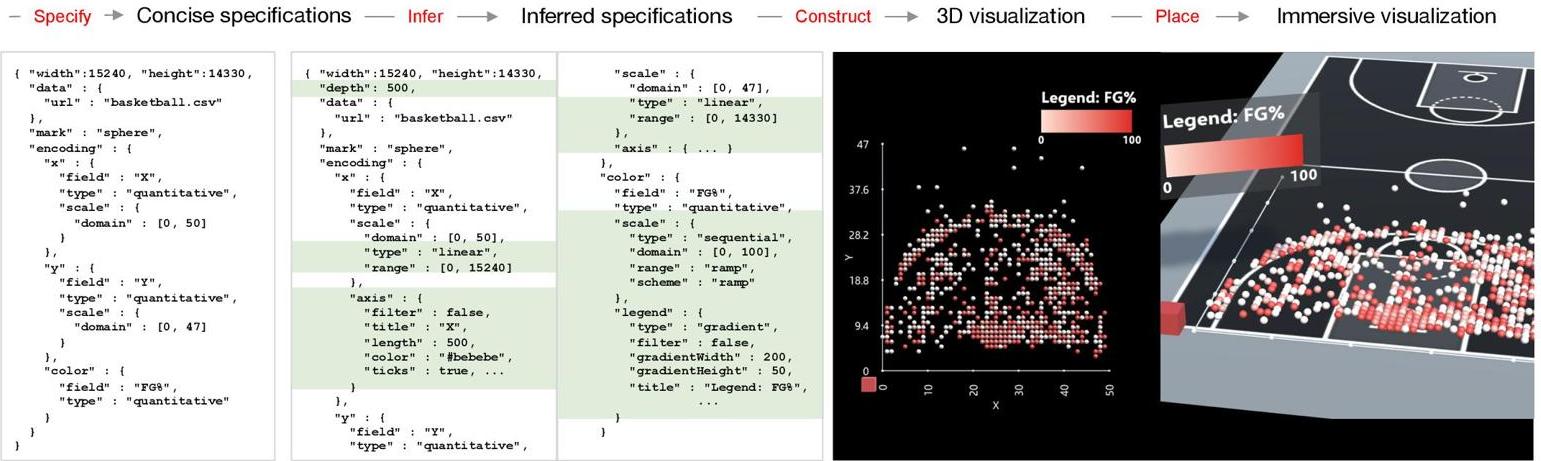 Specify Concise specifications Infer Inferred specifications Construct 3D visualization Place Immersive visualization
{ "width":15240, "height":14330,
"data" : {
"url" : "basketball.csv"
},
"mark" : "sphere",
"encoding" : {
"x" : {
"field" : "X",
"type" : "quantitative",
"scale" : {
"domain" : [0, 50]
}
},
"y" : {
"field" : "Y",
"type" : "quantitative",
"scale" : {
"domain" : [0, 47]
}
},
"color" : {
"field" : "FG%",
"type" : "quantitative"
}
}
}
{ "width":15240, "height":14330,
"depth": 500,
"data" : {
"url" : "basketball.csv"
},
"mark" : "sphere",
"encoding" : {
"x" : {
"field" : "X",
"type" : "quantitative",
"scale" : {
"domain" : [0, 50],
"type" : "linear",
"range" : [0, 15240]
},
"axis" : {
"filter" : false,
"title" : "X",
"length" : 500,
"color" : "#bebebe",
"ticks" : true, ...
}
},
"y" : {
"field" : "Y",
"type" : "quantitative",
"scale" : {
"domain" : [0, 47],
"type" : "linear",
"range" : [0, 14330]
},
"axis" : { ... }
},
"color" : {
"field" : "FG%",
"type" : "quantitative",
"scale" : {
"type" : "sequential",
"domain" : [0, 100],
"range" : "ramp",
"scheme" : "ramp"
},
"legend" : {
"type" : "gradient",
"filter" : false,
"gradientWidth" : 200,
"gradientHeight" : 50,
"title" : "Legend: FG%",
...
}
}
Legend: FG%
0 100
47
37.6
28.2
Y
18.8
9.4
0
0 10 20 30 40 50
X
Legend: FG%
0 100